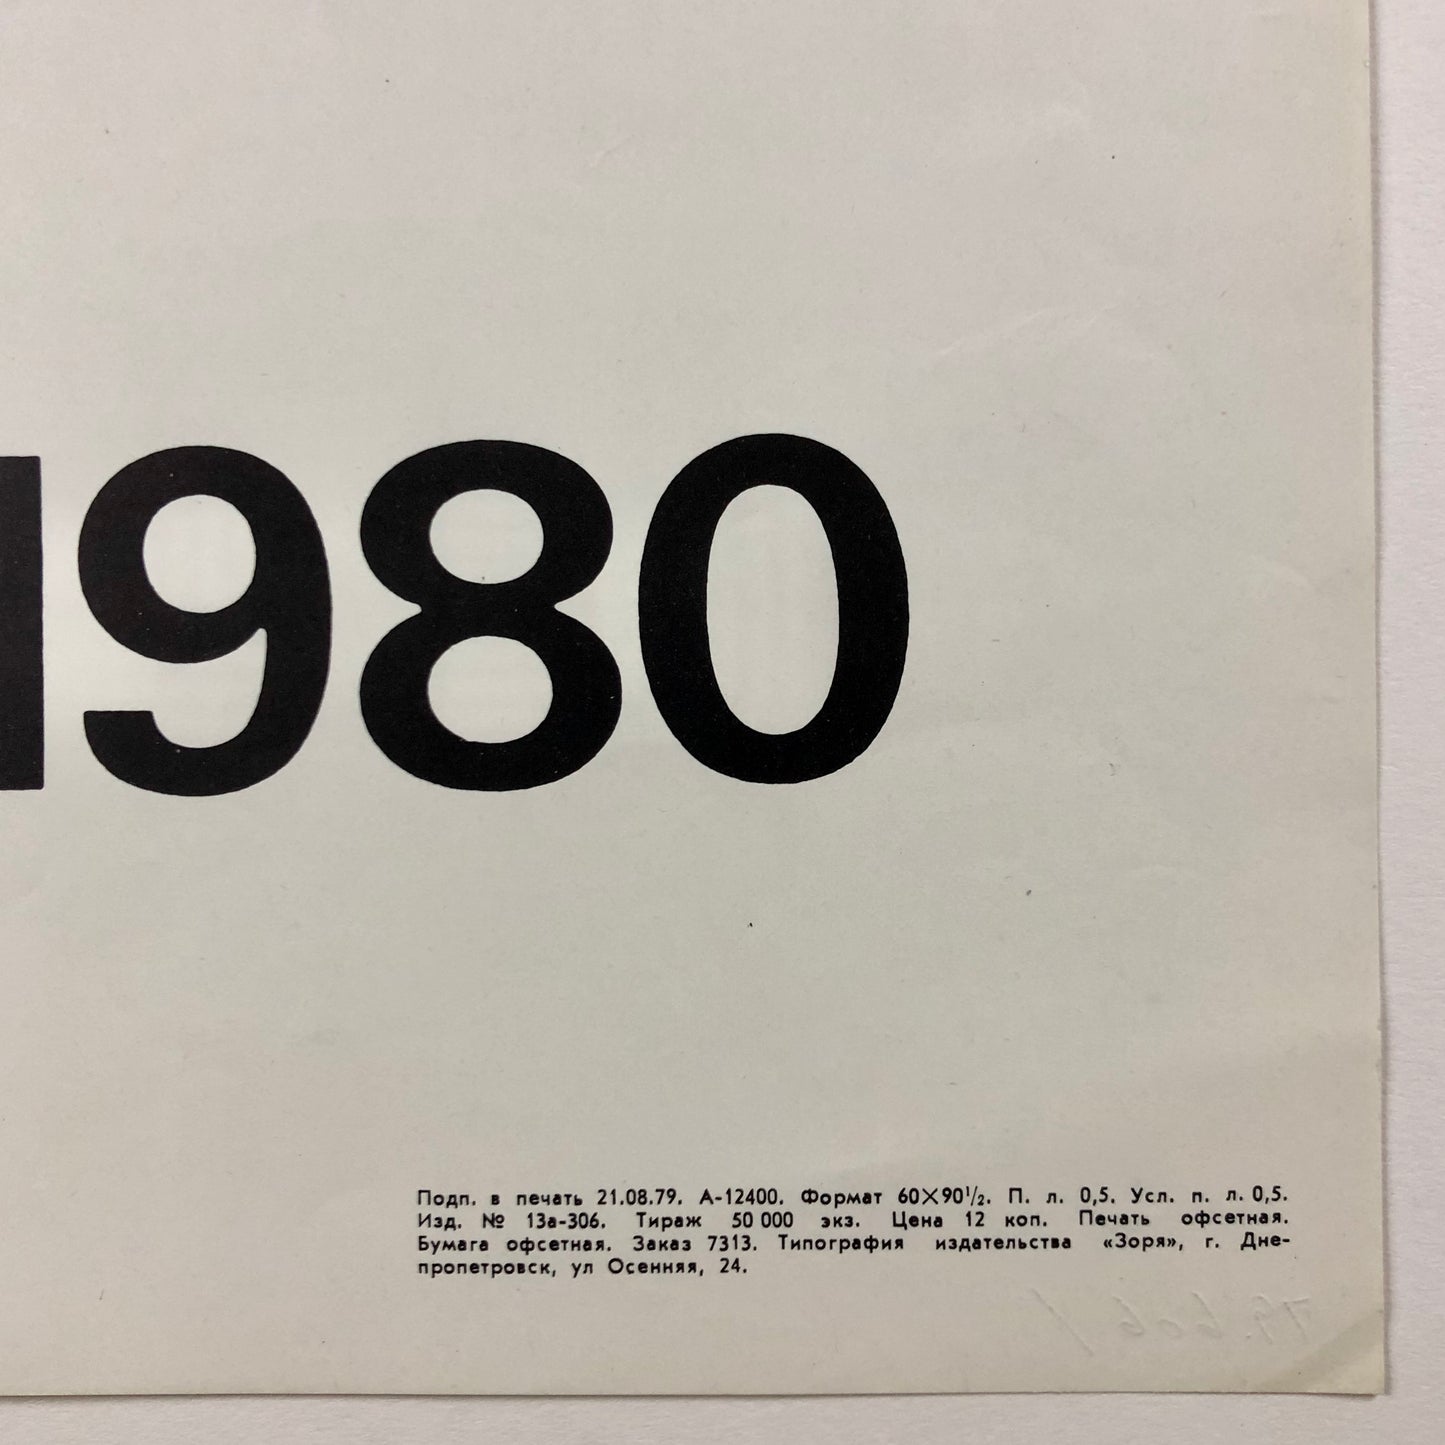 1980
Подп. в печать 21.08.79. А-12400. Формат 60×90¹/₂. П. л. 0,5. Усл. п. л. 0,5.
Изд. № 13а-306. Тираж 50 000 экз. Цена 12 коп. Печать офсетная.
Бумага офсетная. Заказ 7313. Типография издательства «Зоря», г. Дне-
пропетровск, ул Осенняя, 24.